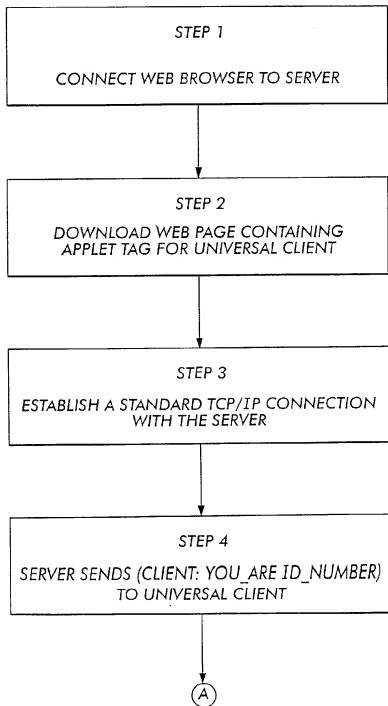 STEP 1
CONNECT WEB BROWSER TO SERVER
STEP 2
DOWNLOAD WEB PAGE CONTAINING
APPLET TAG FOR UNIVERSAL CLIENT
STEP 3
ESTABLISH A STANDARD TCP/IP CONNECTION
WITH THE SERVER
STEP 4
SERVER SENDS (CLIENT: YOU_ARE ID_NUMBER)
TO UNIVERSAL CLIENT
A